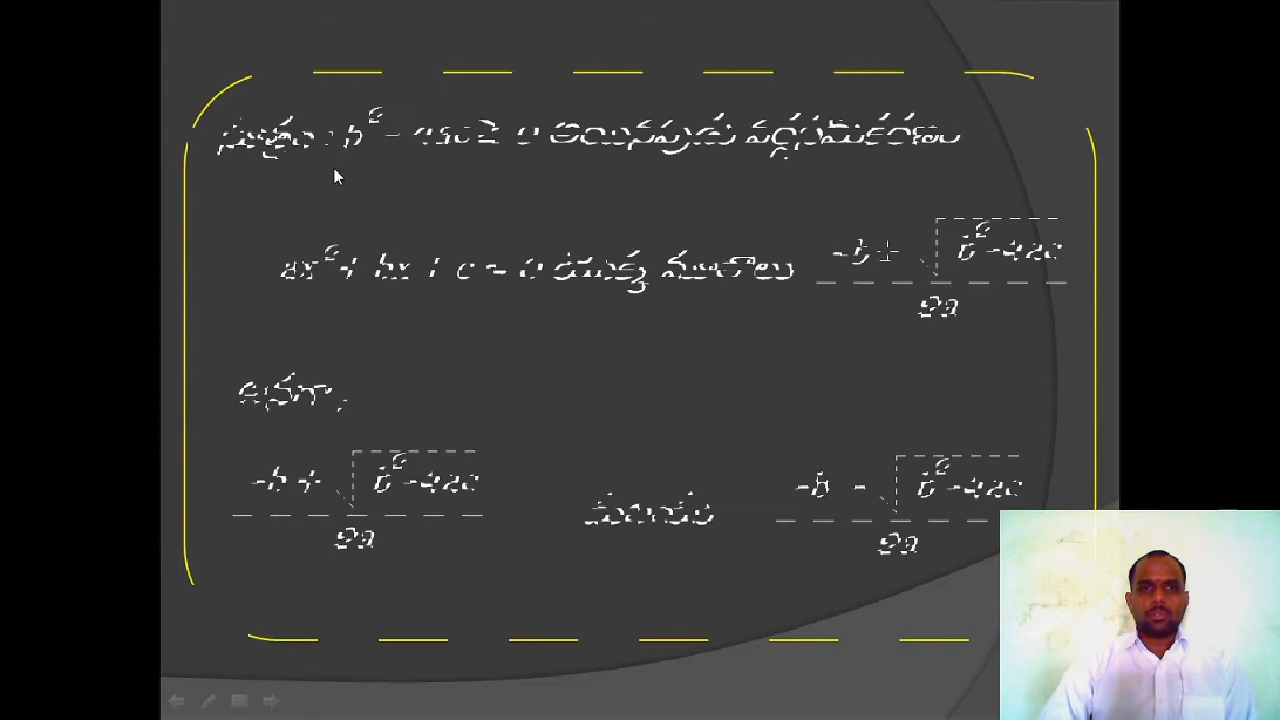 సూత్రం : b² - 4ac ≥ 0 అయినప్పుడు వర్గసమీకరణం
ax² + bx + c = 0 యొక్క మూలాలు -b ± √b²-4ac / 2a
అనగా,
-b + √b²-4ac / 2a మరియు -b - √b²-4ac / 2a